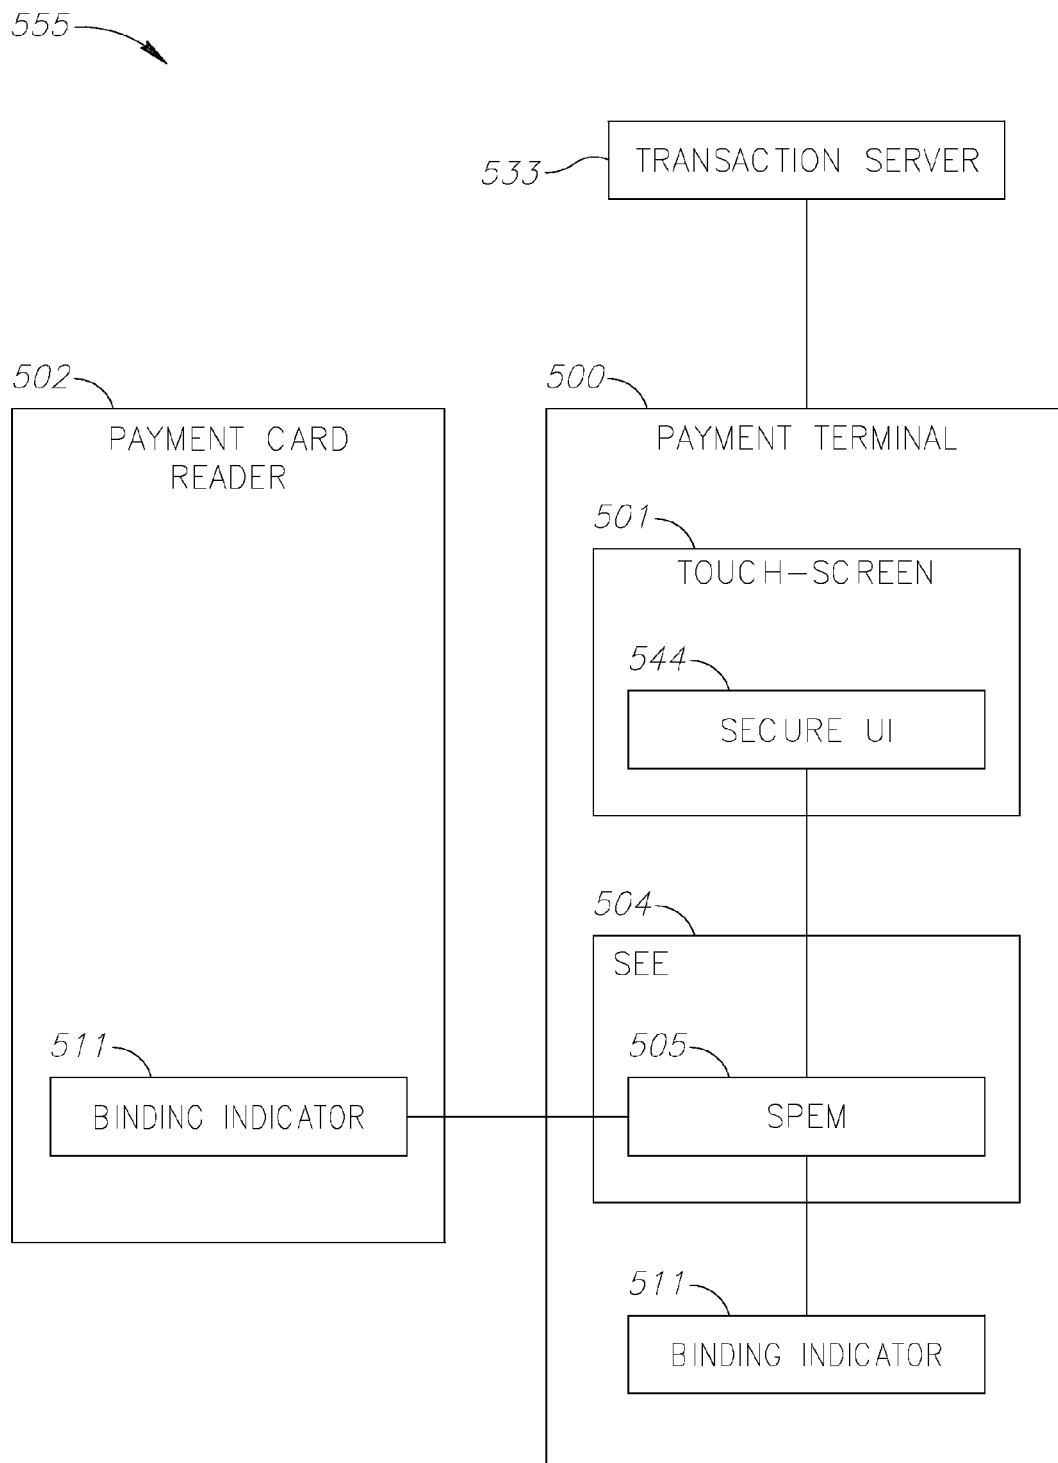 555
533
TRANSACTION SERVER
502
500
PAYMENT CARD
READER
PAYMENT TERMINAL
501
TOUCH-SCREEN
544
SECURE UI
504
SEE
511
505
BINDING INDICATOR
SPEM
511
BINDING INDICATOR